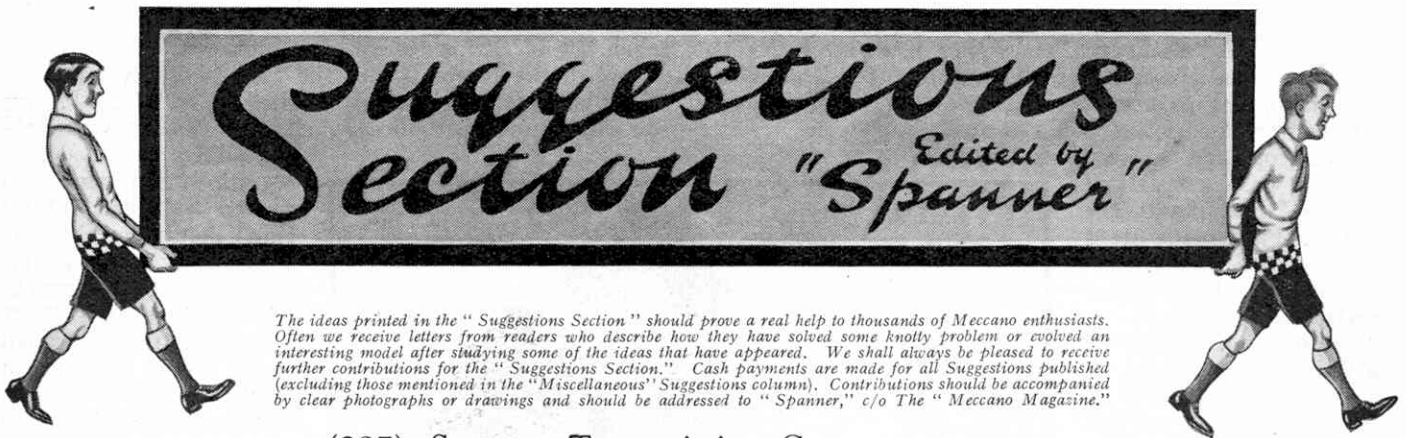 Suggestions
Section
Edited by
"Spanner"
The ideas printed in the " Suggestions Section " should prove a real help to thousands of Meccano enthusiasts.
Often we receive letters from readers who describe how they have solved some knotty problem or evolved an
interesting model after studying some of the ideas that have appeared. We shall always be pleased to receive
further contributions for the " Suggestions Section." Cash payments are made for all Suggestions published
(excluding those mentioned in the "Miscellaneous" Suggestions column). Contributions should be accompanied
by clear photographs or drawings and should be addressed to " Spanner," c/o The " Meccano Magazine."